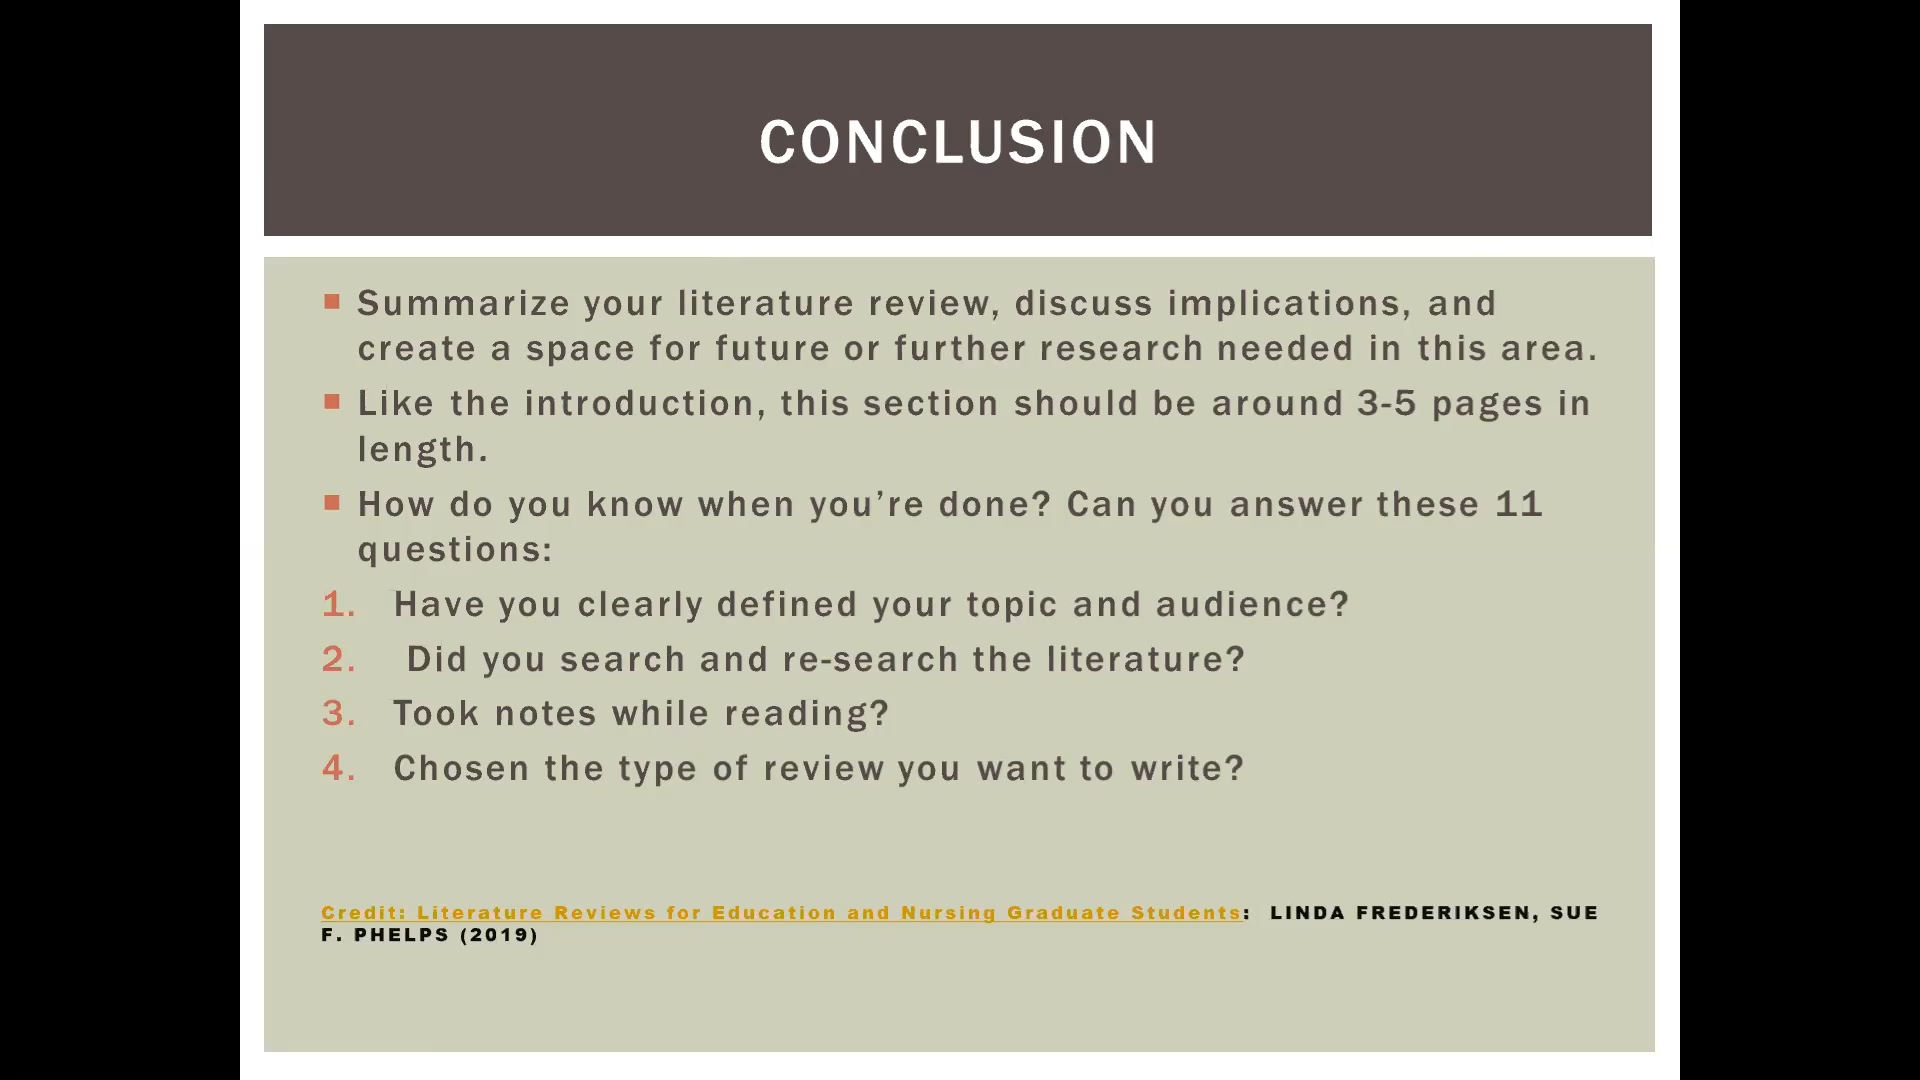 CONCLUSION
▪ Summarize your literature review, discuss implications, and
create a space for future or further research needed in this area.
▪ Like the introduction, this section should be around 3-5 pages in
length.
▪ How do you know when you’re done? Can you answer these 11
questions:
1. Have you clearly defined your topic and audience?
2. Did you search and re-search the literature?
3. Took notes while reading?
4. Chosen the type of review you want to write?
Credit: Literature Reviews for Education and Nursing Graduate Students: LINDA FREDERIKSEN, SUE
F. PHELPS (2019)